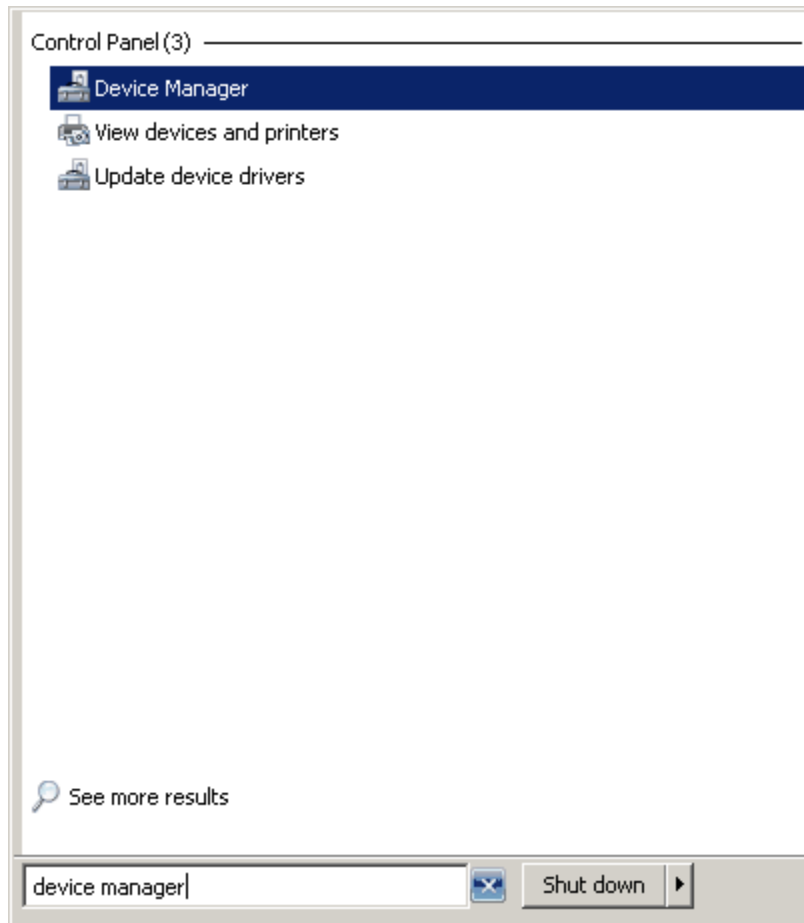 Control Panel (3)
Device Manager
View devices and printers
Update device drivers
See more results
device manager
Shut down